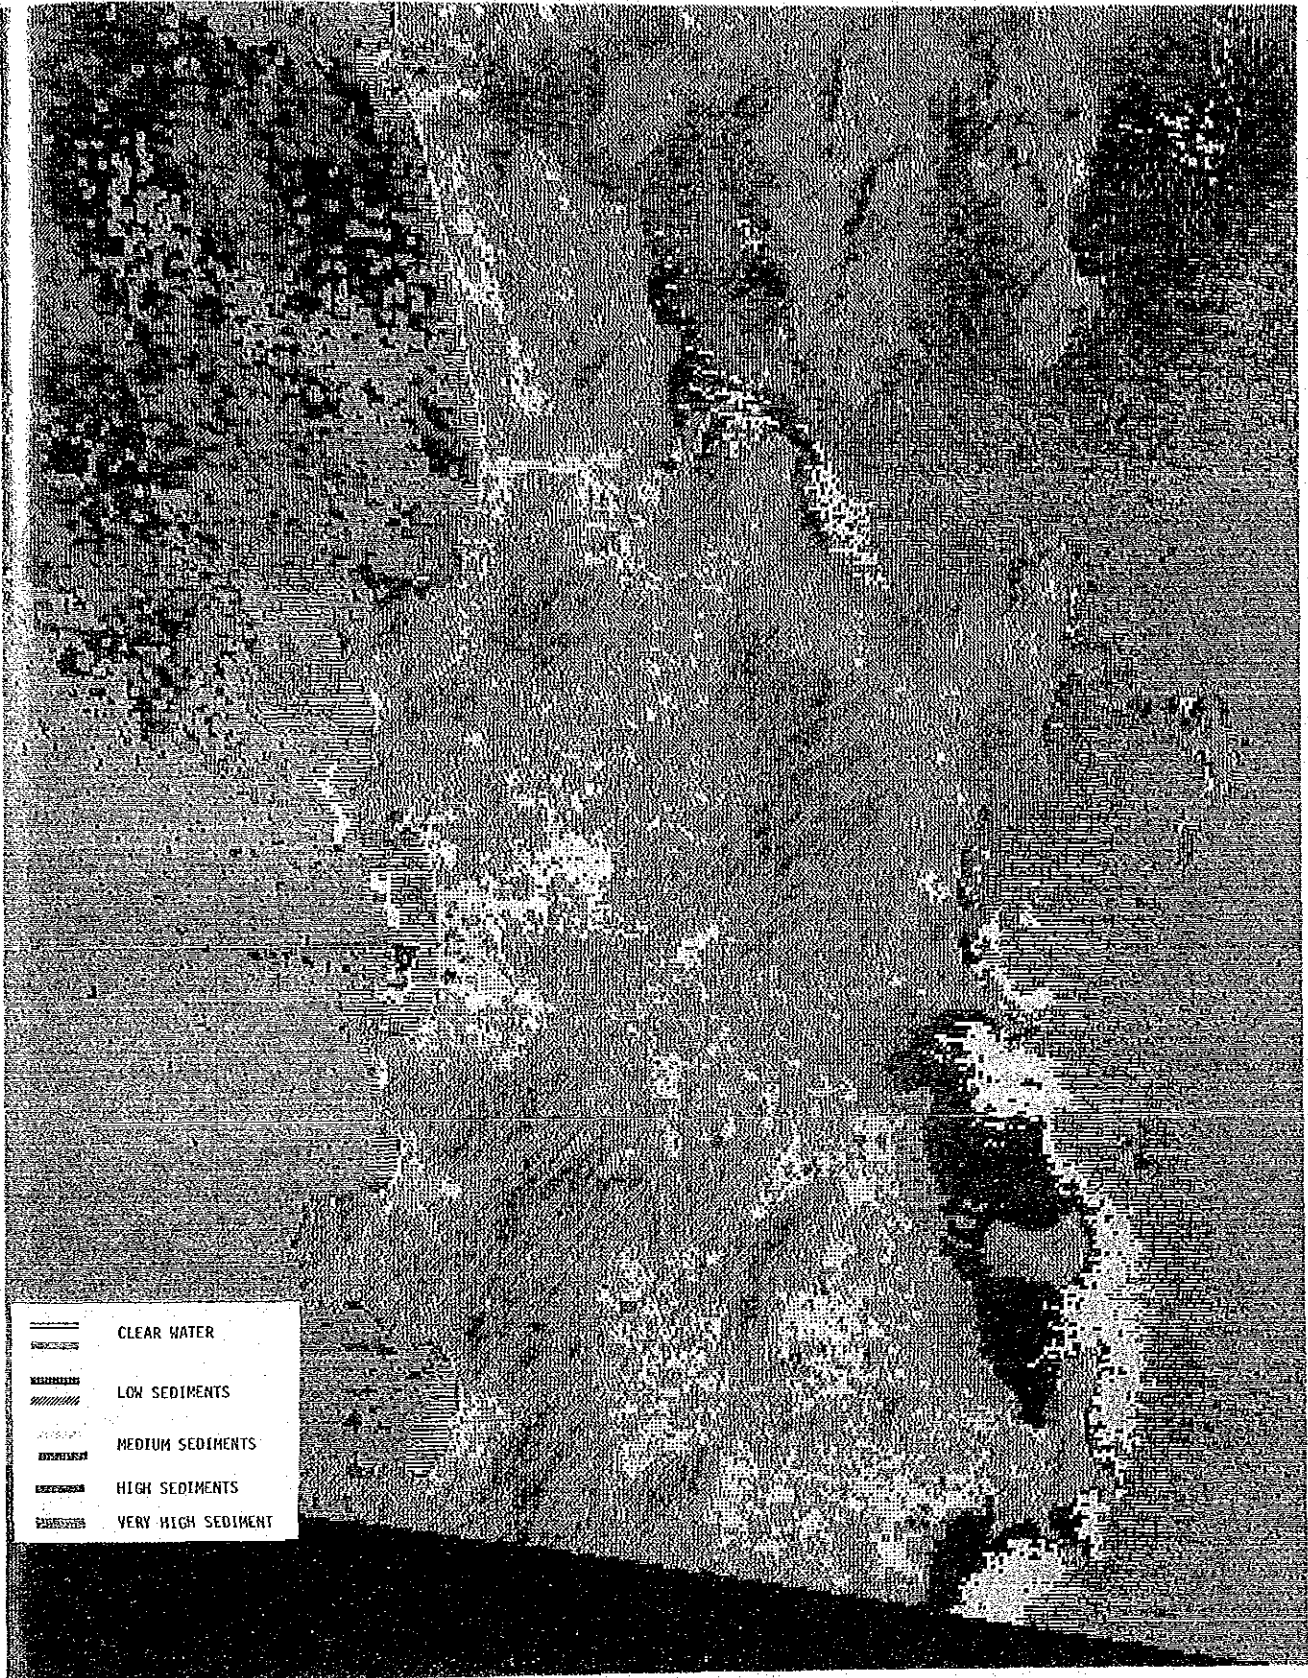 CLEAR WATER
LOW SEDIMENTS
MEDIUM SEDIMENTS
HIGH SEDIMENTS
VERY HIGH SEDIMENT